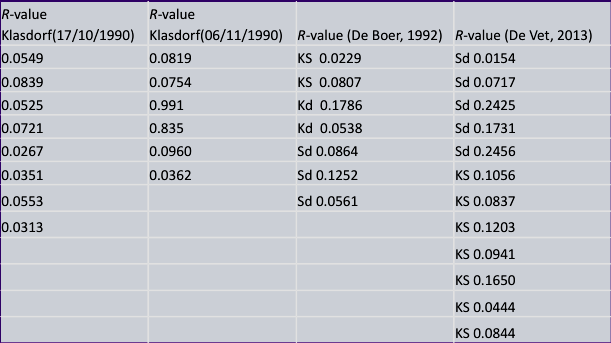 R-value R-value
Klasdorf(17/10/1990) Klasdorf(06/11/1990) R-value (De Boer, 1992) R-value (De Vet, 2013)
0.0549 0.0819 KS 0.0229 Sd 0.0154
0.0839 0.0754 KS 0.0807 Sd 0.0717
0.0525 0.991 Kd 0.1786 Sd 0.2425
0.0721 0.835 Kd 0.0538 Sd 0.1731
0.0267 0.0960 Sd 0.0864 Sd 0.2456
0.0351 0.0362 Sd 0.1252 KS 0.1056
0.0553 Sd 0.0561 KS 0.0837
0.0313 KS 0.1203
KS 0.0941
KS 0.1650
KS 0.0444
KS 0.0844